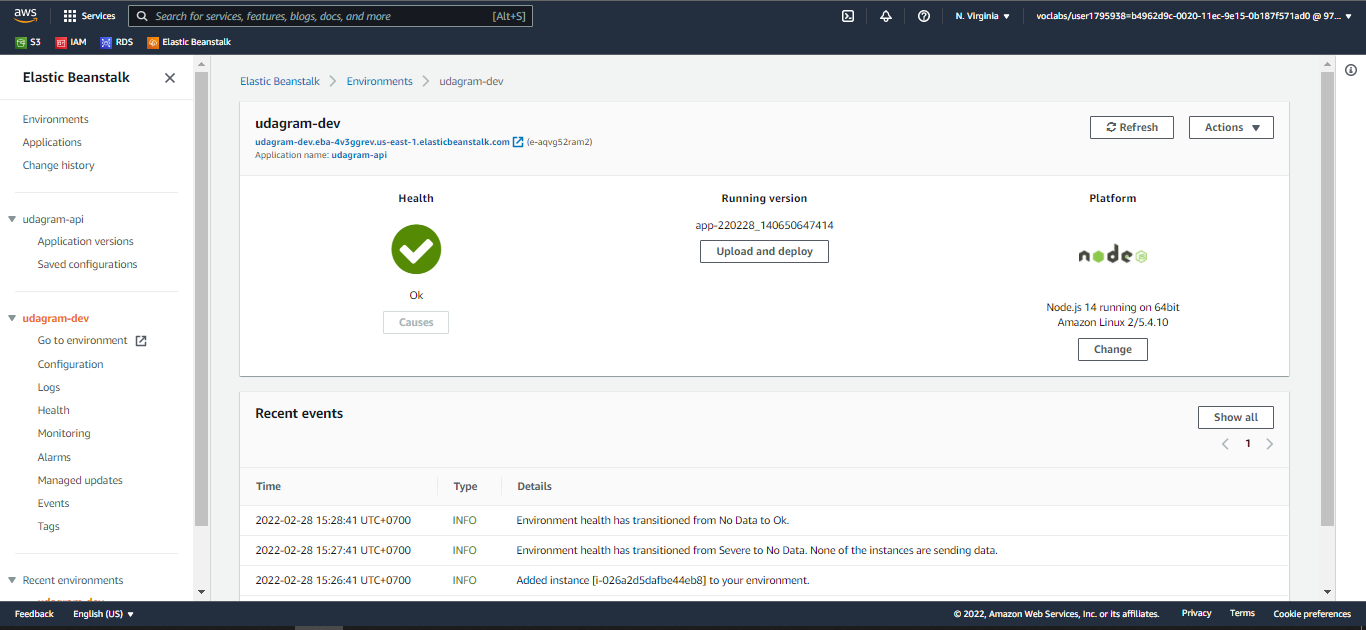 aws
Services
Search for services, features, blogs, docs, and more [Alt+S]
N. Virginia
voclabs/user1795938=b4962d9c-0020-11ec-9e15-0b187f571ad0 @ 97...
S3 IAM RDS Elastic Beanstalk
Elastic Beanstalk
Environments
Applications
Change history
udagram-api
Application versions
Saved configurations
udagram-dev
Go to environment
Configuration
Logs
Health
Monitoring
Alarms
Managed updates
Events
Tags
Recent environments
udagram-dev
Elastic Beanstalk Environments udagram-dev
udagram-dev
udagram-dev.eba-4v3ggrev.us-east-1.elasticbeanstalk.com (e-aqvg52ram2)
Application name: udagram-api
Refresh
Actions
Health
Ok
Causes
Running version
app-220228_140650647414
Upload and deploy
Platform
node JS
Node.js 14 running on 64bit
Amazon Linux 2/5.4.10
Change
Recent events
Show all
1
Time Type Details
2022-02-28 15:28:41 UTC+0700 INFO Environment health has transitioned from No Data to Ok.
2022-02-28 15:27:41 UTC+0700 INFO Environment health has transitioned from Severe to No Data. None of the instances are sending data.
2022-02-28 15:26:41 UTC+0700 INFO Added instance [i-026a2d5dafbe44eb8] to your environment.
Feedback English (US)
© 2022, Amazon Web Services, Inc. or its affiliates. Privacy Terms Cookie preferences